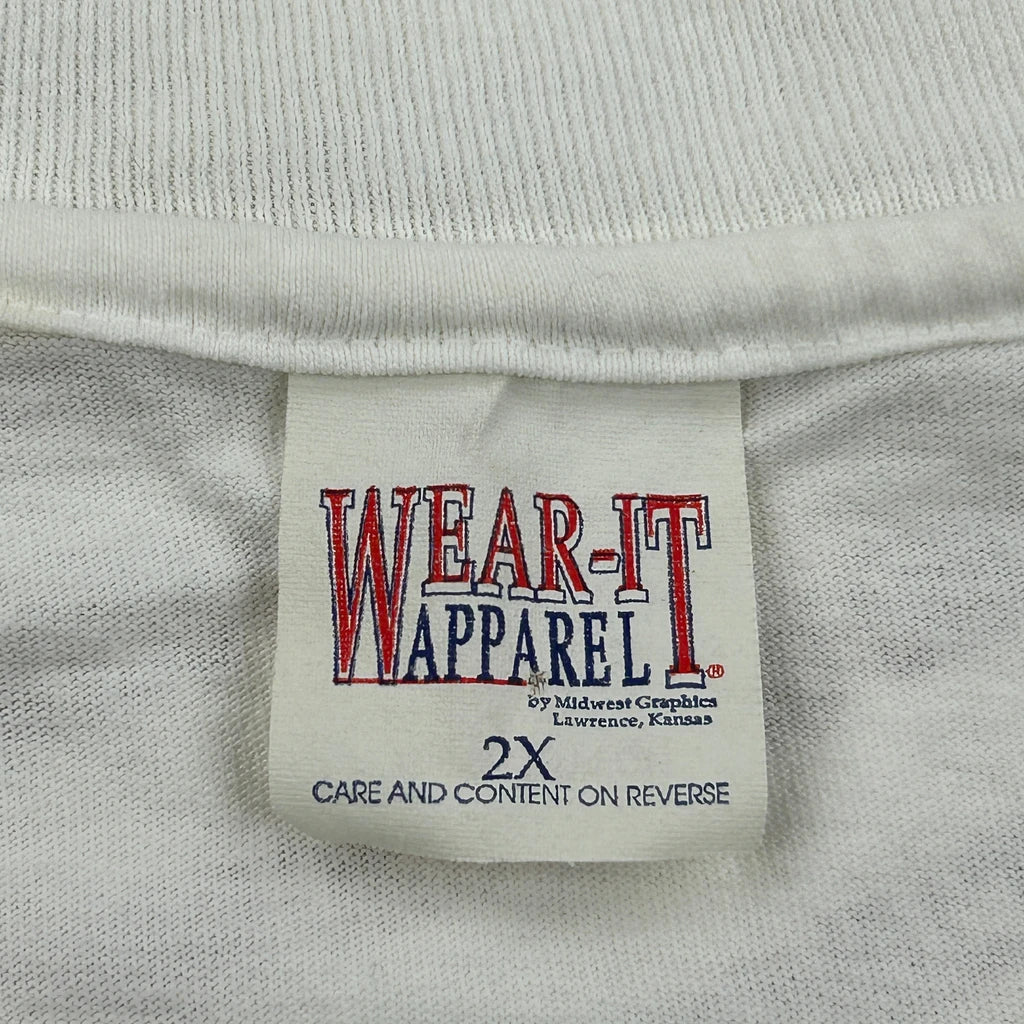 WEAR-IT
APPAREL ®
by Midwest Graphics
Lawrence, Kansas
2X
CARE AND CONTENT ON REVERSE